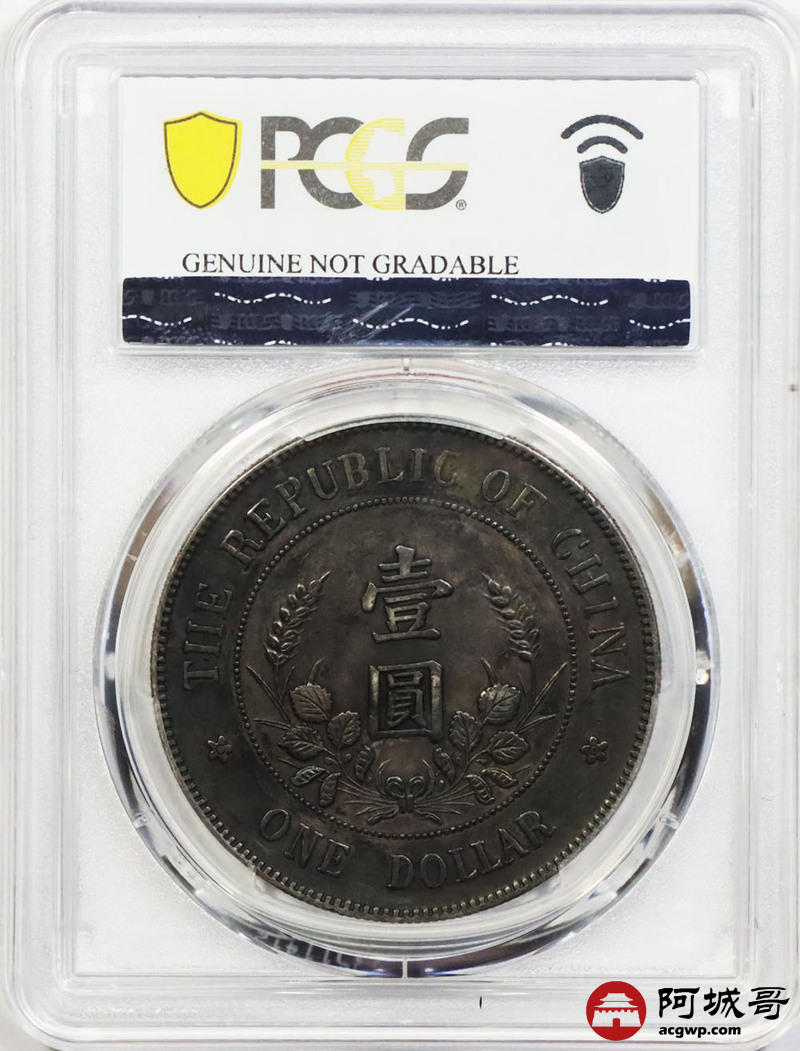 PCGS®
GENUINE NOT GRADABLE
THE REPUBLIC OF CHINA
壹
圓
ONE DOLLAR
阿城哥
acgwp.com